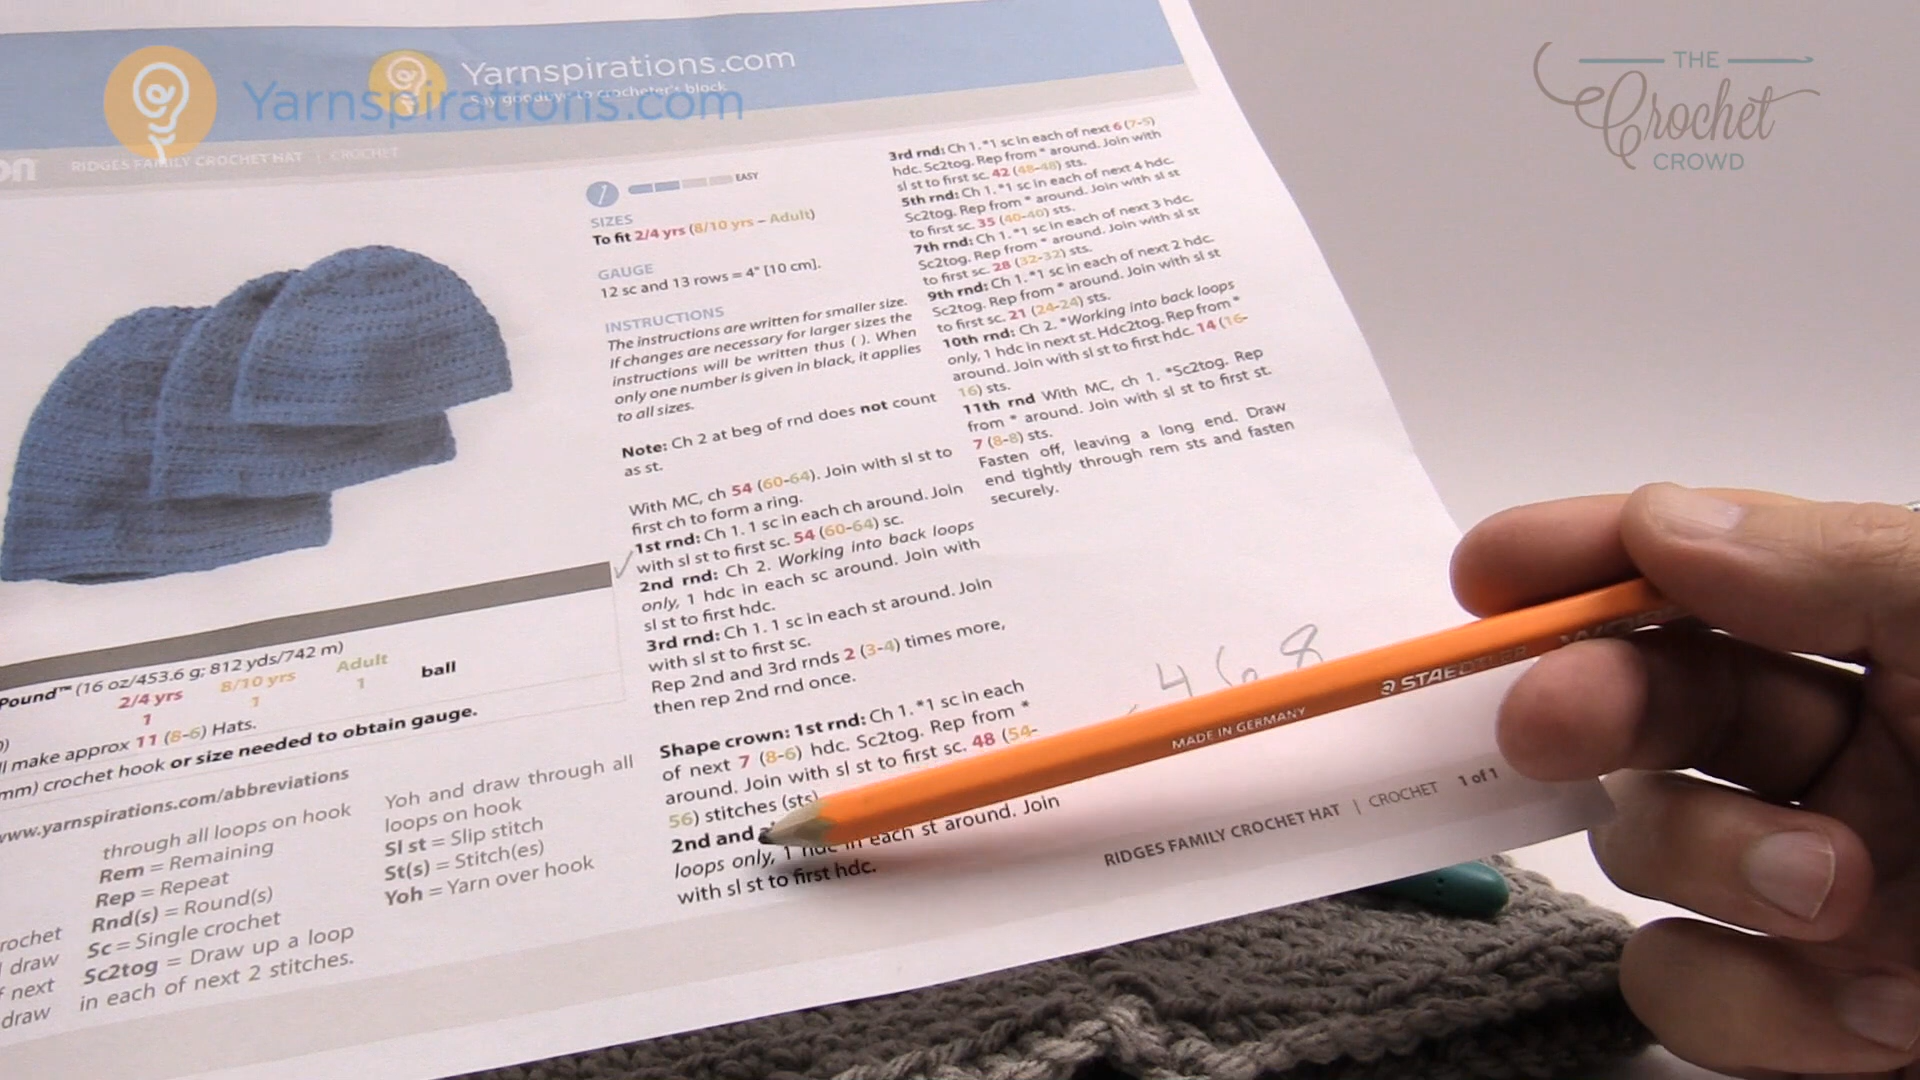 Yarnspirations.com
Say goodbye to crocheter's block
Yarnspirations.com
THE
Crochet
CROWD
RIDGES FAMILY CROCHET HAT | CROCHET
EASY
SIZES
To fit 2/4 yrs (8/10 yrs – Adult)
GAUGE
12 sc and 13 rows = 4" [10 cm].
INSTRUCTIONS
The instructions are written for smaller size.
If changes are necessary for larger sizes the
instructions will be written thus ( ). When
only one number is given in black, it applies
to all sizes.
Note: Ch 2 at beg of rnd does not count
as st.
With MC, ch 54 (60-64). Join with sl st to
first ch to form a ring.
1st rnd: Ch 1. 1 sc in each ch around. Join
with sl st to first sc. 54 (60-64) sc.
2nd rnd: Ch 2. Working into back loops
only, 1 hdc in each sc around. Join with
sl st to first hdc.
3rd rnd: Ch 1. 1 sc in each st around. Join
with sl st to first sc.
Rep 2nd and 3rd rnds 2 (3-4) times more,
then rep 2nd rnd once.
Shape crown: 1st rnd: Ch 1. *1 sc in each
of next 7 (8-6) hdc. Sc2tog. Rep from *
around. Join with sl st to first sc. 48 (54-
56) stitches (sts)
2nd and
loops only, 1 hdc in each st around. Join
with sl st to first hdc.
3rd rnd: Ch 1. *1 sc in each of next 6 (7-5)
hdc. Sc2tog. Rep from * around. Join with
sl st to first sc. 42 (48-48) sts.
5th rnd: Ch 1. *1 sc in each of next 4 hdc.
Sc2tog. Rep from * around. Join with sl st
to first sc. 35 (40-40) sts.
7th rnd: Ch 1. *1 sc in each of next 3 hdc.
Sc2tog. Rep from * around. Join with sl st
to first sc. 28 (32-32) sts.
9th rnd: Ch 1. *1 sc in each of next 2 hdc.
Sc2tog. Rep from * around. Join with sl st
to first sc. 21 (24-24) sts.
10th rnd: Ch 2. *Working into back loops
only, 1 hdc in next st. Hdc2tog. Rep from *
around. Join with sl st to first hdc. 14 (16-
16) sts.
11th rnd With MC, ch 1. *Sc2tog. Rep
from * around. Join with sl st to first st.
7 (8-8) sts.
Fasten off, leaving a long end. Draw
end tightly through rem sts and fasten
securely.
4 6 8
STAEDTLER
MADE IN GERMANY
RIDGES FAMILY CROCHET HAT | CROCHET 1 of 1
Pound™ (16 oz/453.6 g; 812 yds/742 m)
2/4 yrs 8/10 yrs Adult
1 1 1 ball
make approx 11 (8-6) Hats.
mm) crochet hook or size needed to obtain gauge.
www.yarnspirations.com/abbreviations
through all loops on hook
Rem = Remaining
Rep = Repeat
Rnd(s) = Round(s)
Sc = Single crochet
Sc2tog = Draw up a loop
in each of next 2 stitches.
Yoh and draw through all
loops on hook
Sl st = Slip stitch
St(s) = Stitch(es)
Yoh = Yarn over hook
draw
next
draw